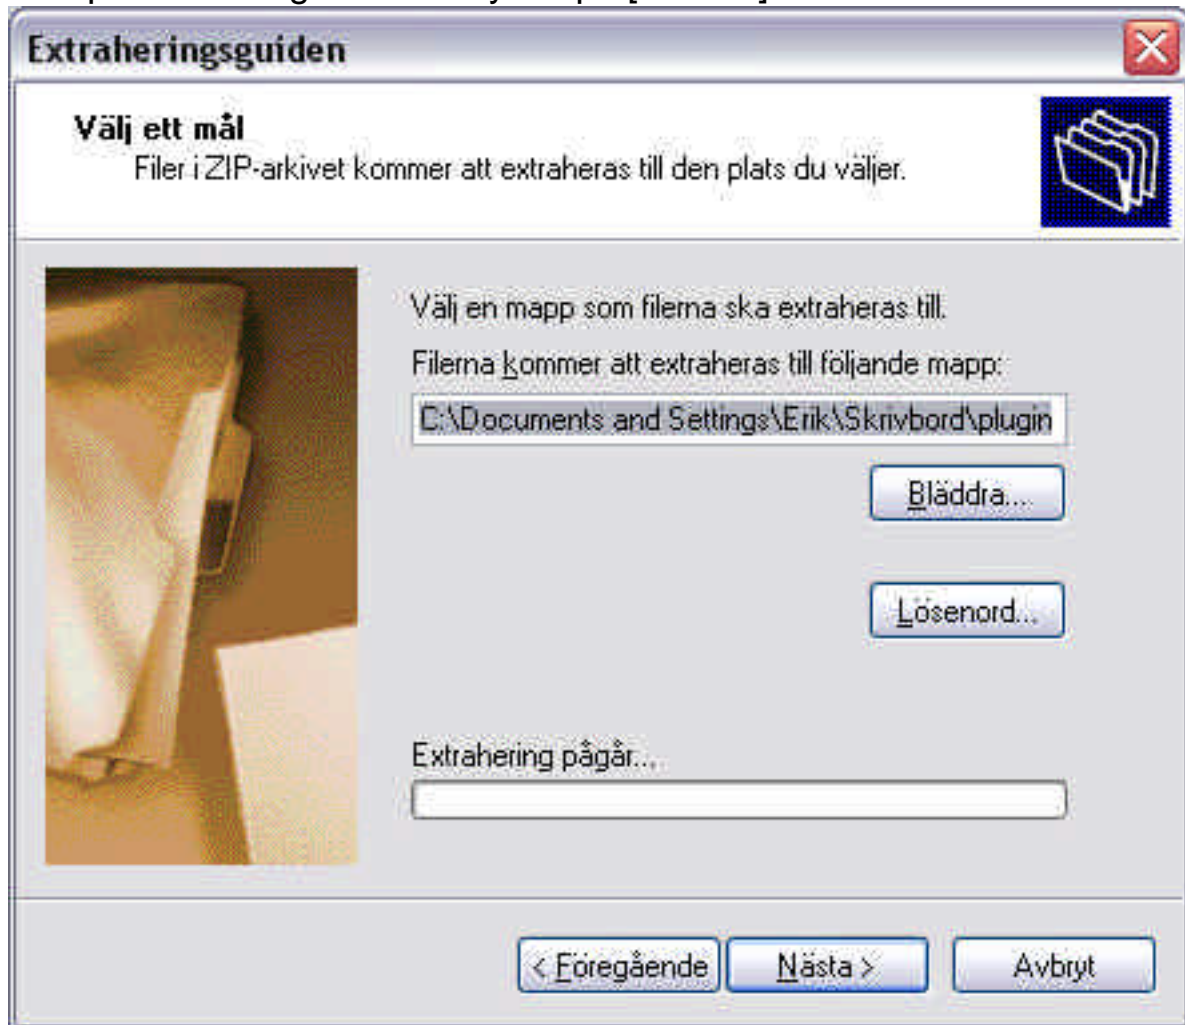 Extraheringsguiden
Välj ett mål
Filer i ZIP-arkivet kommer att extraheras till den plats du väljer.
Välj en mapp som filerna ska extraheras till.
Filerna kommer att extraheras till följande mapp:
C:\Documents and Settings\Erik\Skrivbord\plugin
Bläddra...
Lösenord...
Extrahering pågår...
< Föregående
Nästa >
Avbryt